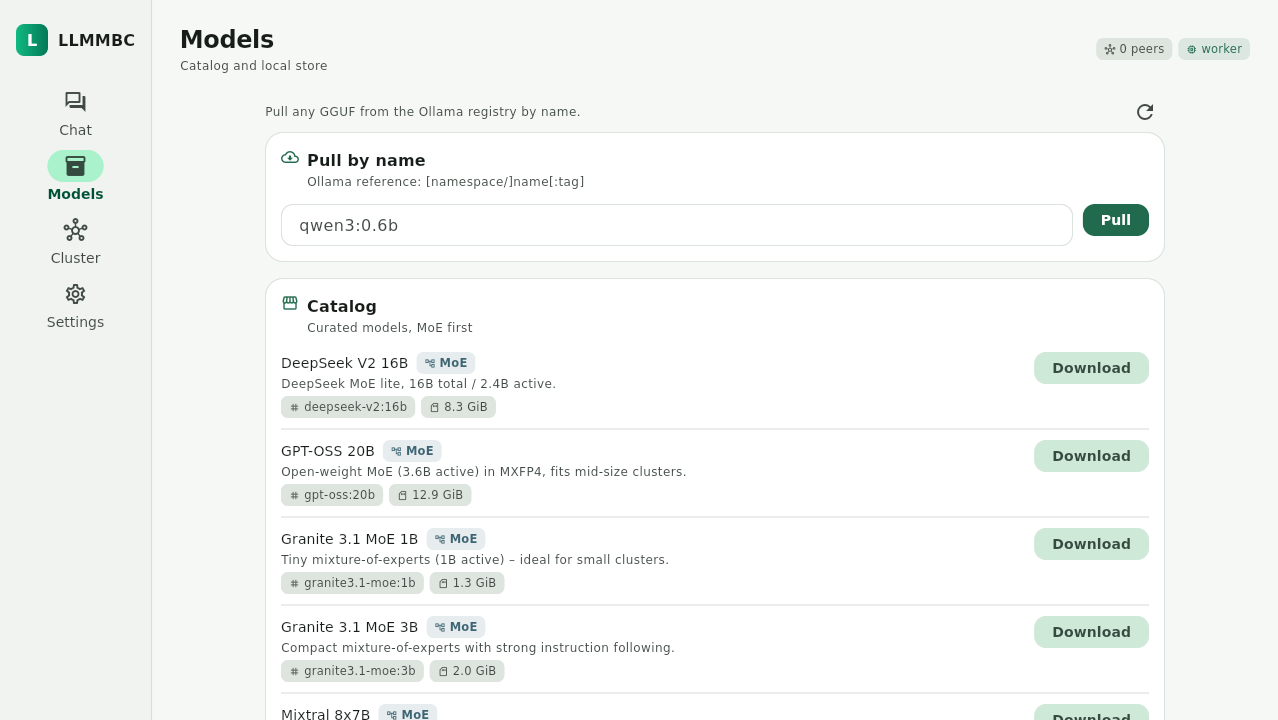 L LLMMBC
Chat
Models
Cluster
Settings
Models
Catalog and local store
0 peers
worker
Pull any GGUF from the Ollama registry by name.
Pull by name
Ollama reference: [namespace/]name[:tag]
qwen3:0.6b
Pull
Catalog
Curated models, MoE first
DeepSeek V2 16B MoE
DeepSeek MoE lite, 16B total / 2.4B active.
# deepseek-v2:16b 8.3 GiB
Download
GPT-OSS 20B MoE
Open-weight MoE (3.6B active) in MXFP4, fits mid-size clusters.
# gpt-oss:20b 12.9 GiB
Download
Granite 3.1 MoE 1B MoE
Tiny mixture-of-experts (1B active) – ideal for small clusters.
# granite3.1-moe:1b 1.3 GiB
Download
Granite 3.1 MoE 3B MoE
Compact mixture-of-experts with strong instruction following.
# granite3.1-moe:3b 2.0 GiB
Download
Mixtral 8x7B MoE
Download